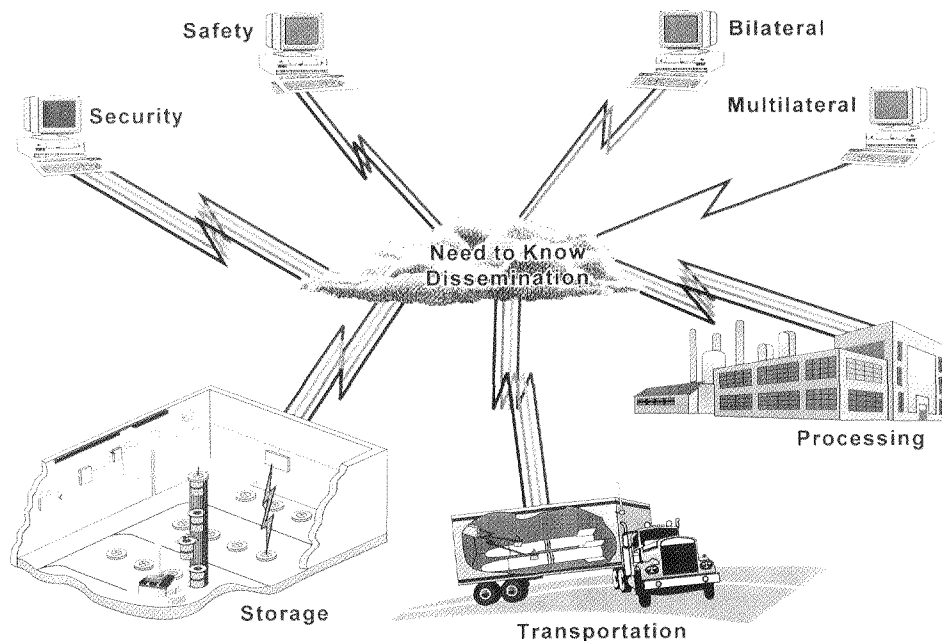 Safety
Bilateral
Security
Multilateral
Need to Know
Dissemination
Processing
Storage
Transportation